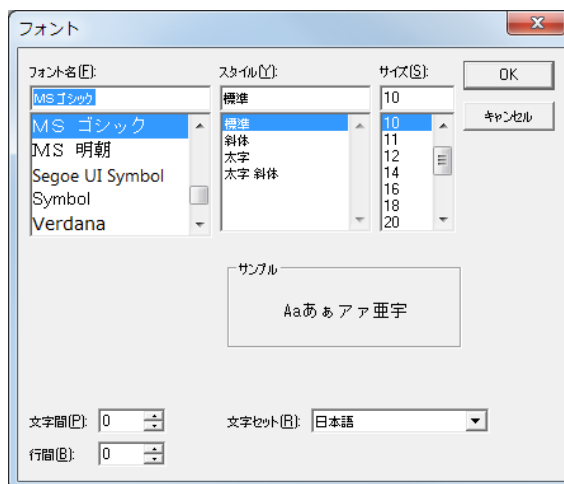 フォント
フォント名(F):
MS ゴシック
MS ゴシック
MS 明朝
Segoe UI Symbol
Symbol
Verdana
スタイル(Y):
標準
標準
斜体
太字
太字 斜体
サイズ(S):
10
10
11
12
14
16
18
20
OK
キャンセル
サンプル
Aaあぁアァ亜宇
文字間(P): 0
文字セット(R): 日本語
行間(B): 0